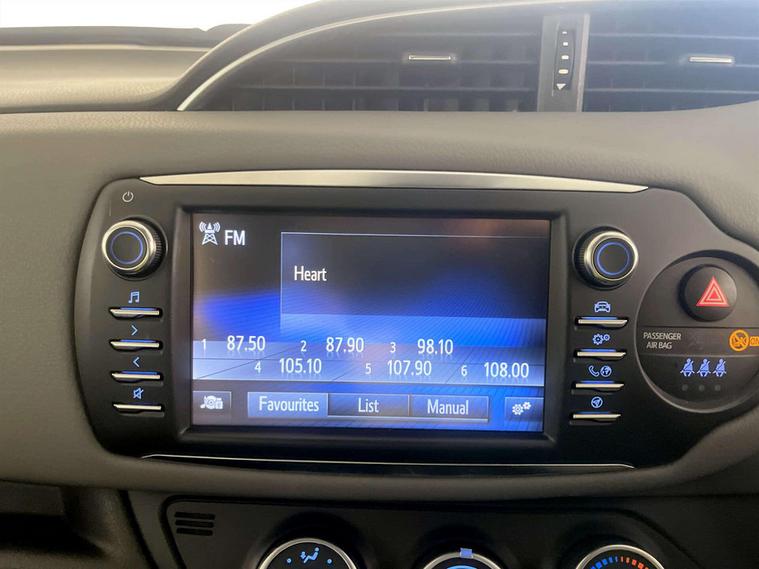 FM
Heart
1 87.50 2 87.90 3 98.10
4 105.10 5 107.90 6 108.00
Favourites List Manual
PASSENGER
AIR BAG